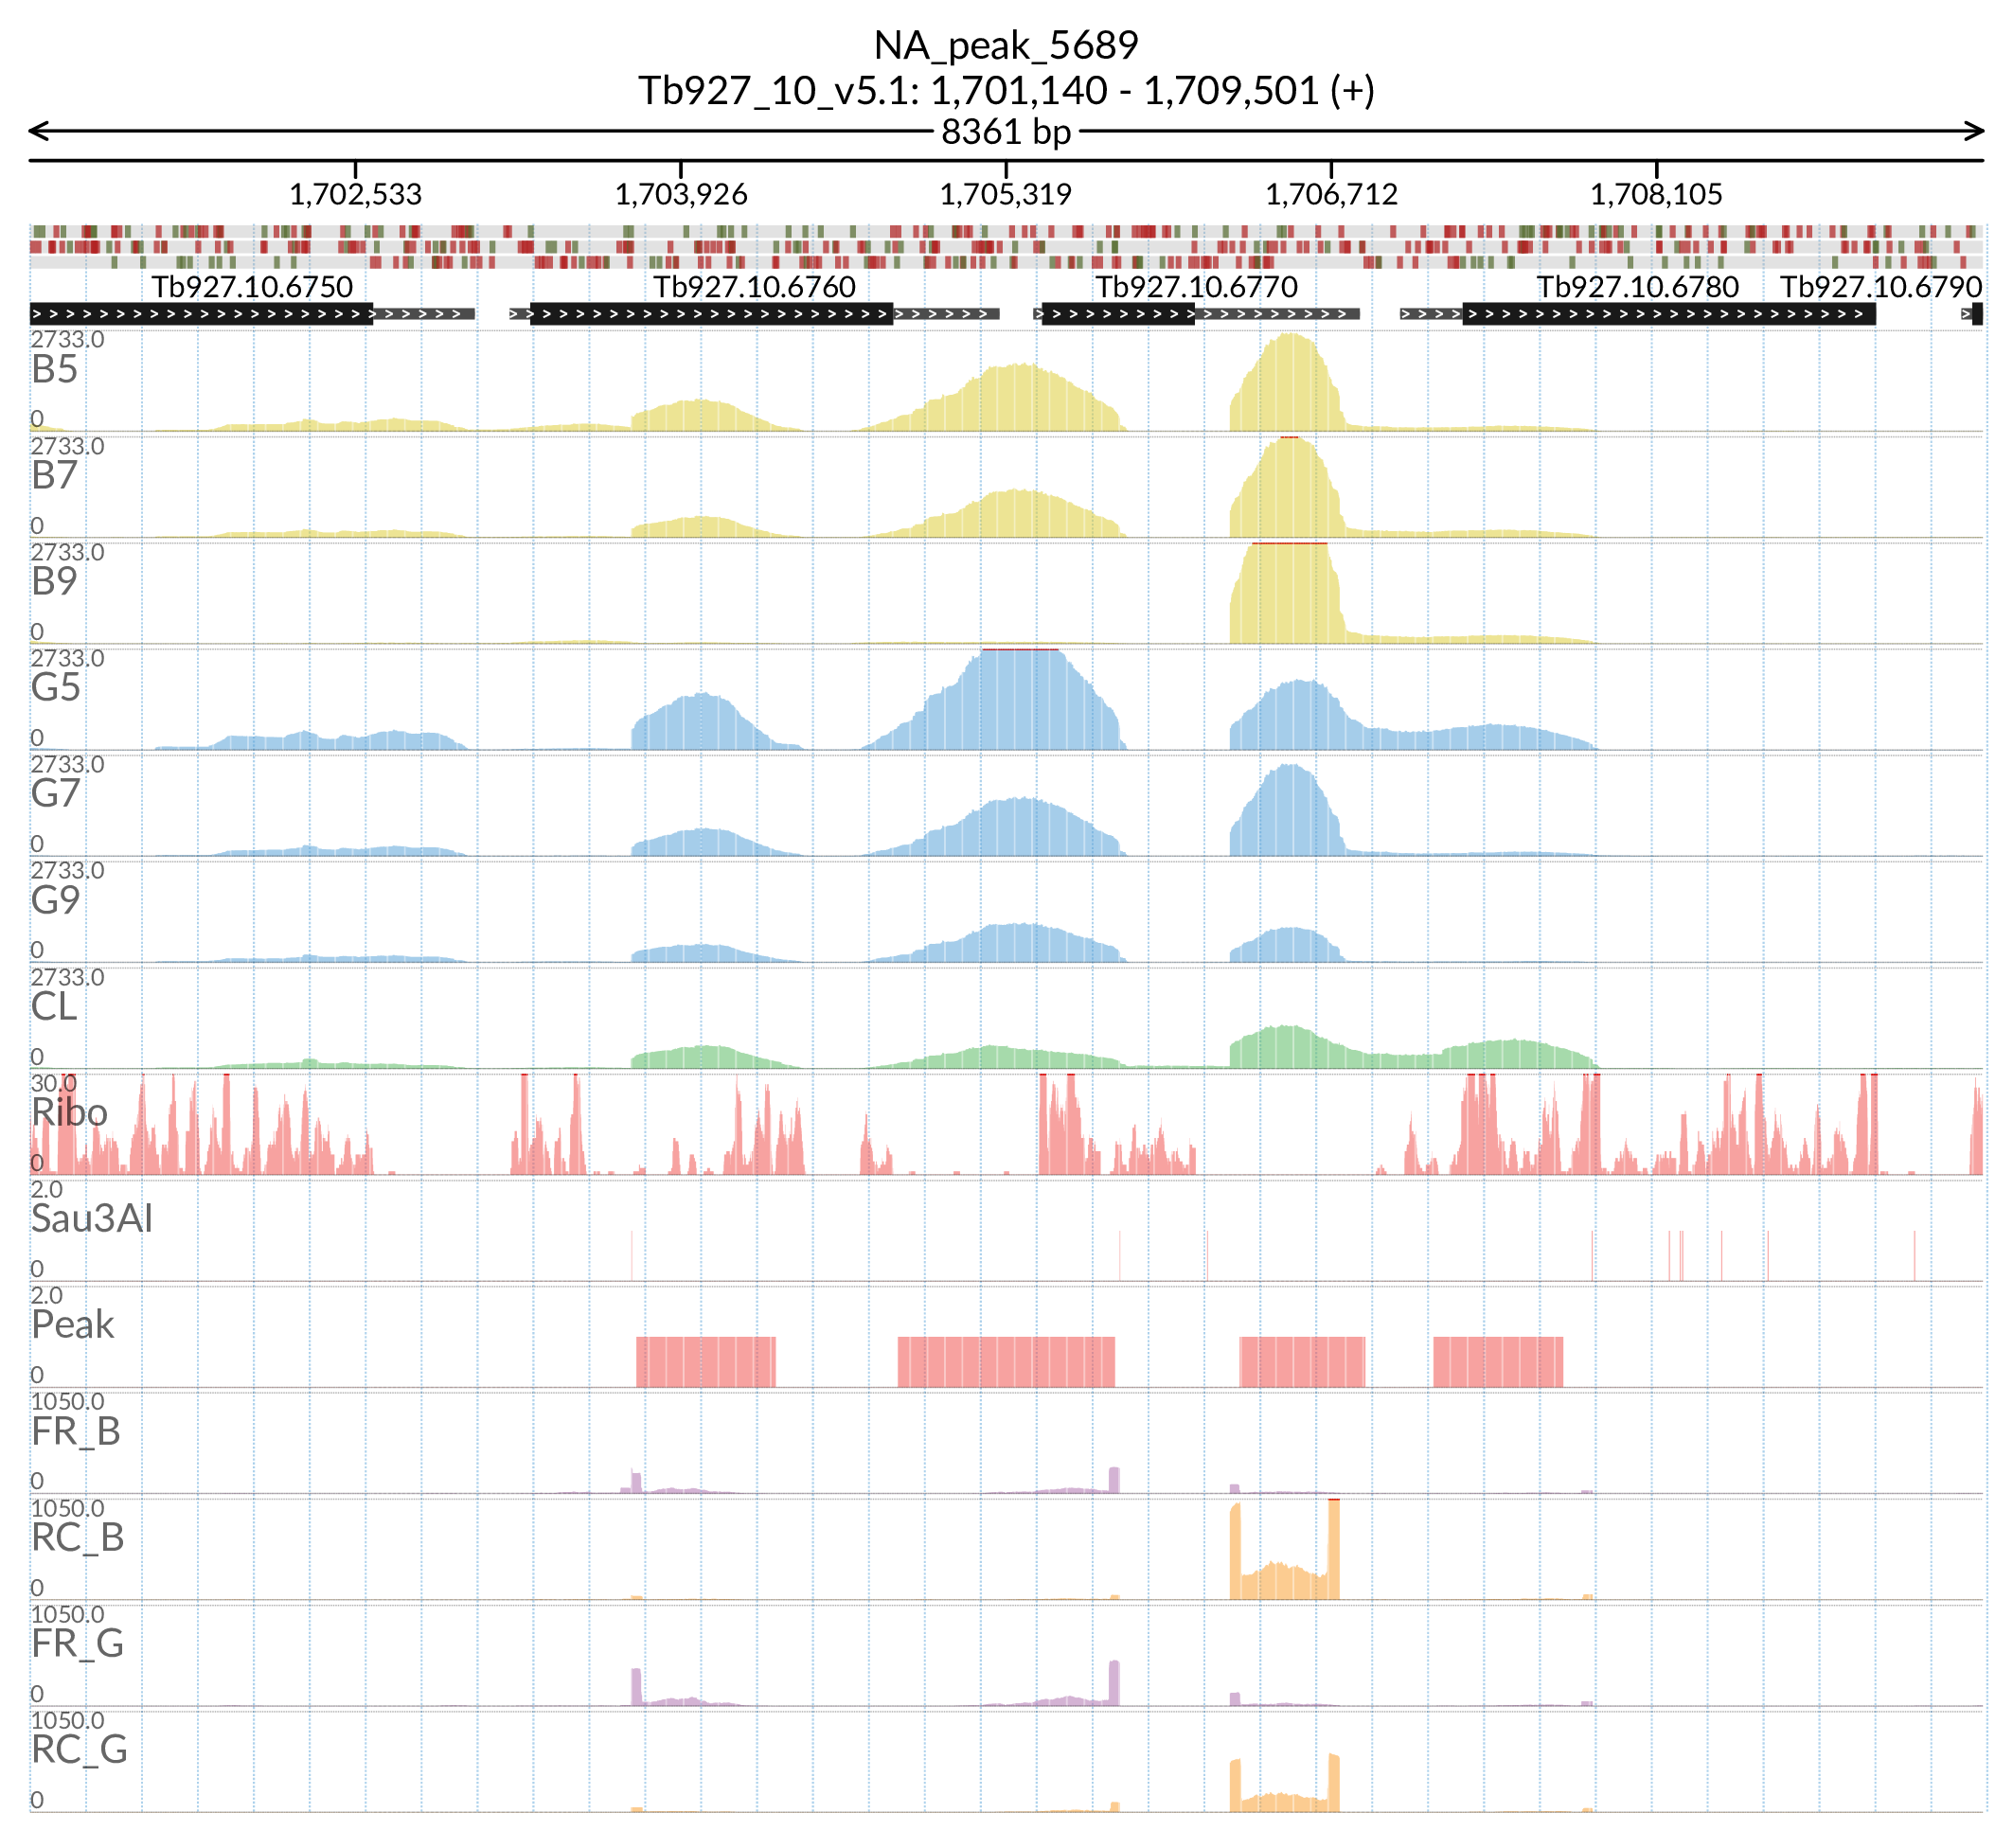 NA_peak_5689
Tb927_10_v5.1: 1,701,140 - 1,709,501 (+)
8361 bp
1,702,533 1,703,926 1,705,319 1,706,712 1,708,105
Tb927.10.6750 Tb927.10.6760 Tb927.10.6770 Tb927.10.6780 Tb927.10.6790
2733.0
B5
0
2733.0
B7
0
2733.0
B9
0
2733.0
G5
0
2733.0
G7
0
2733.0
G9
0
2733.0
CL
0
30.0
Ribo
0
2.0
Sau3AI
0
2.0
Peak
0
1050.0
FR_B
0
1050.0
RC_B
0
1050.0
FR_G
0
1050.0
RC_G
0